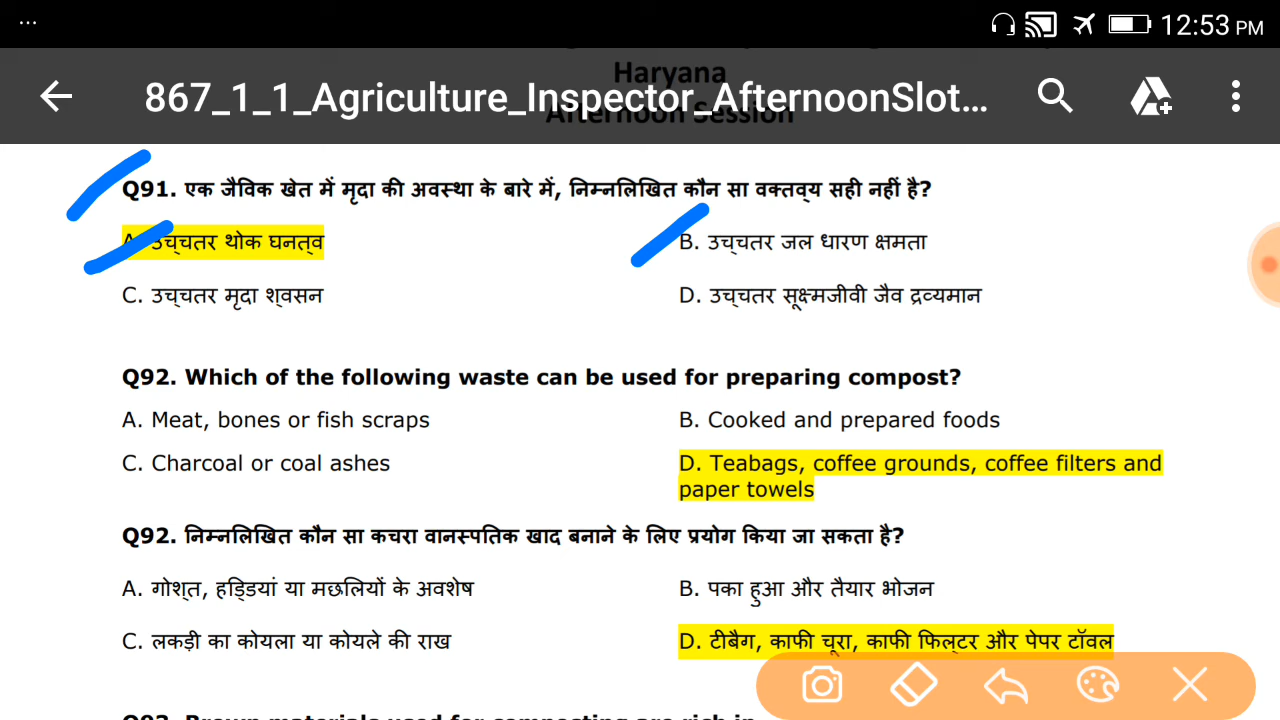 ...
12:53 PM
Haryana
867_1_1_Agriculture_Inspector_AfternoonSlot...
Afternoon Session
Q91. एक जैविक खेत में मृदा की अवस्था के बारे में, निम्नलिखित कौन सा वक्तव्य सही नहीं है?
A. उच्चतर थोक घनत्व
B. उच्चतर जल धारण क्षमता
C. उच्चतर मृदा श्वसन
D. उच्चतर सूक्ष्मजीवी जैव द्रव्यमान
Q92. Which of the following waste can be used for preparing compost?
A. Meat, bones or fish scraps
B. Cooked and prepared foods
C. Charcoal or coal ashes
D. Teabags, coffee grounds, coffee filters and
paper towels
Q92. निम्नलिखित कौन सा कचरा वानस्पतिक खाद बनाने के लिए प्रयोग किया जा सकता है?
A. गोश्त, हड्डियां या मछलियों के अवशेष
B. पका हुआ और तैयार भोजन
C. लकड़ी का कोयला या कोयले की राख
D. टीबैग, काफी चूरा, काफी फिल्टर और पेपर टॉवल
Q93. Brown materials used for composting are rich in